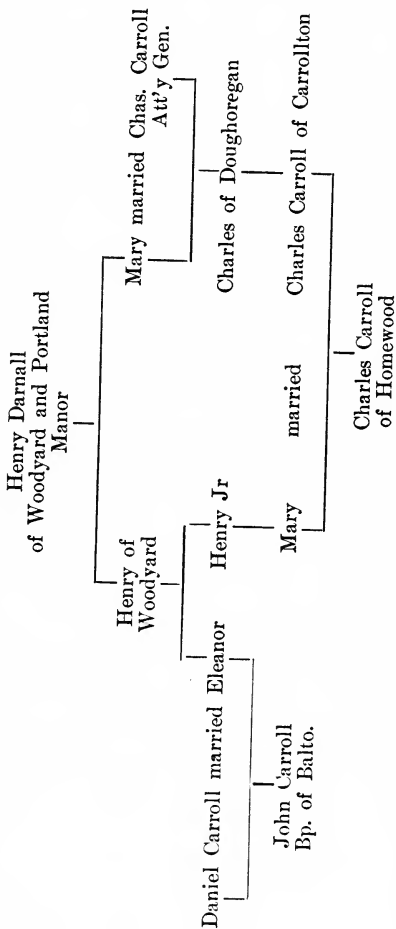 Henry Darnall
of Woodyard and Portland
Manor
Henry of
Woodyard
Mary married Chas. Carroll
Att'y Gen.
Daniel Carroll married Eleanor
Henry Jr
Charles of Doughoregan
John Carroll
Bp. of Balto.
Mary married Charles Carroll of Carrollton
Charles Carroll
of Homewood